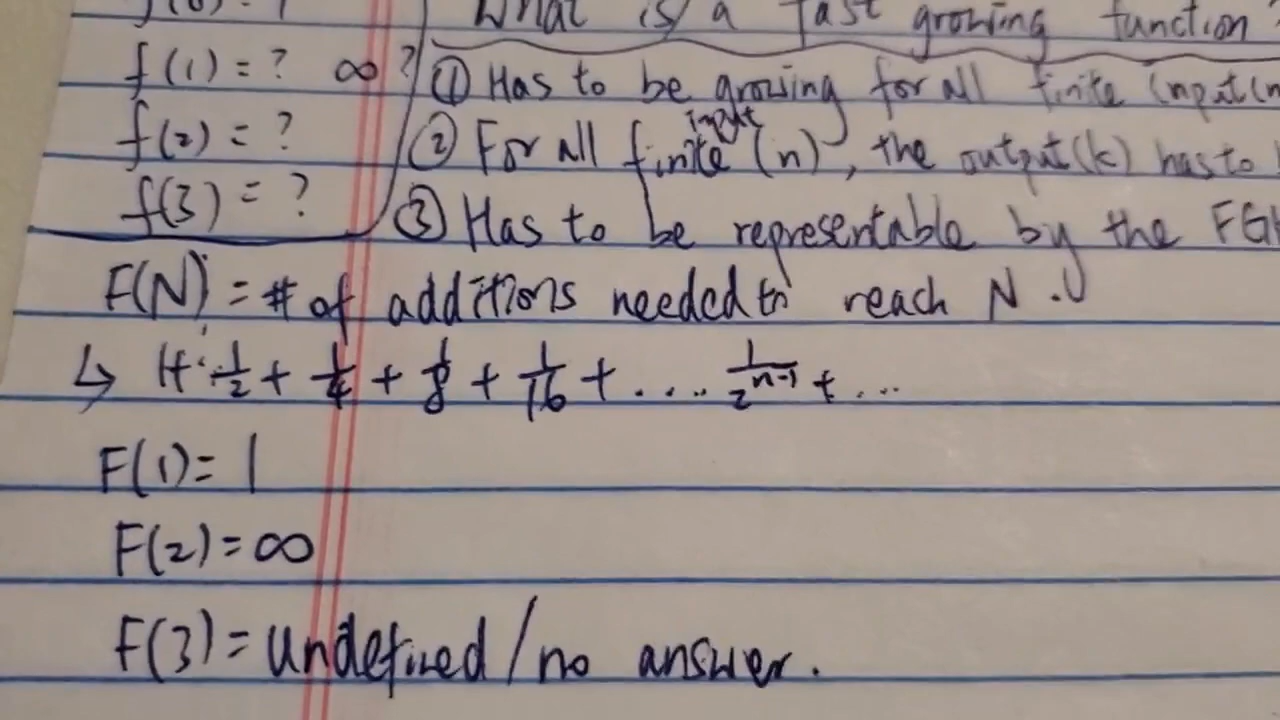 f(0) = 1
What is a fast growing function
f(1) = ? ∞ ?
① Has to be growing for all finite input (n
f(2) = ?
② For all finite input (n), the output (k) has to
f(3) = ?
③ Has to be representable by the FGH
F(N) = # of additions needed to reach N.
↳ 1+ 1/2 + 1/4 + 1/8 + 1/16 + .... 1/2^(n-1) + ...
F(1) = 1
F(2) = ∞
F(3) = undefined / no answer.